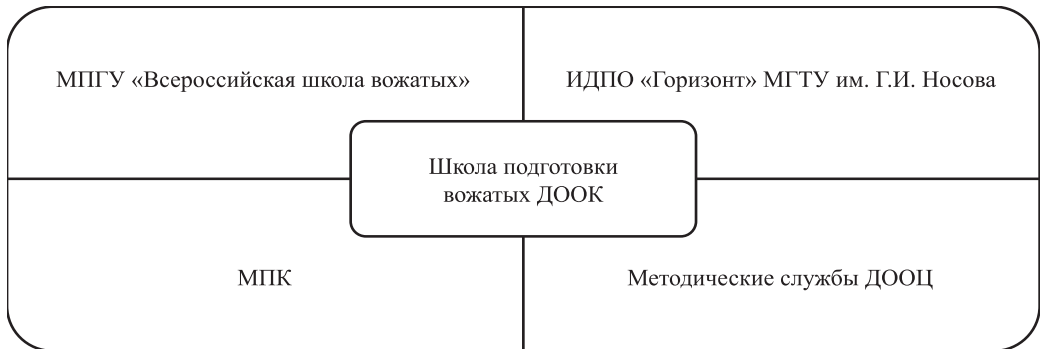 МПГУ «Всероссийская школа вожатых»
ИДПО «Горизонт» МГТУ им. Г.И. Носова
Школа подготовки
вожатых ДООК
МПК
Методические службы ДООЦ